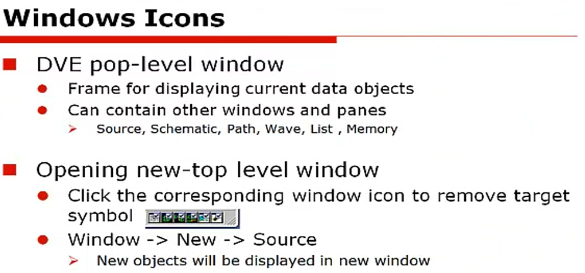 Windows Icons
DVE pop-level window
Frame for displaying current data objects
Can contain other windows and panes
Source, Schematic, Path, Wave, List , Memory
Opening new-top level window
Click the corresponding window icon to remove target
symbol
Window -> New -> Source
New objects will be displayed in new window